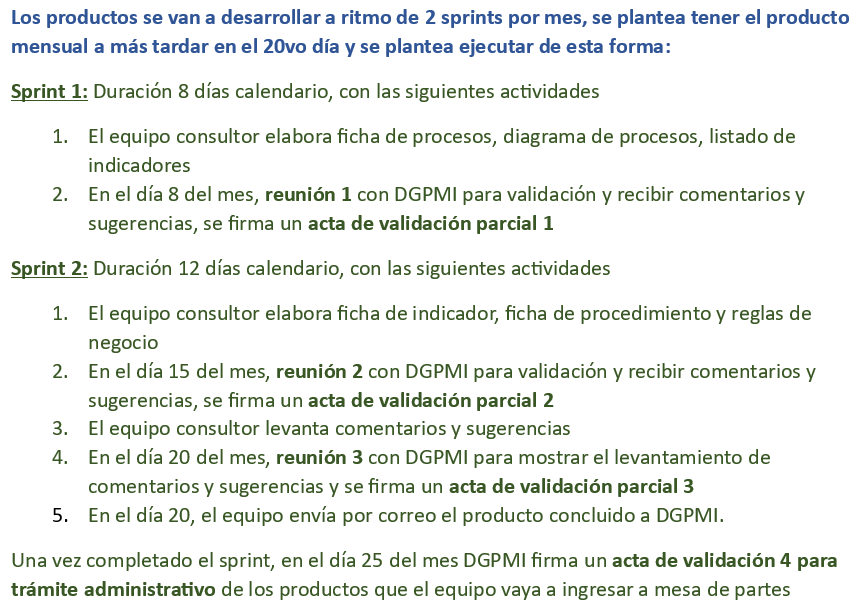 Los productos se van a desarrollar a ritmo de 2 sprints por mes, se plantea tener el producto
mensual a más tardar en el 20vo día y se plantea ejecutar de esta forma:
Sprint 1: Duración 8 días calendario, con las siguientes actividades
1. El equipo consultor elabora ficha de procesos, diagrama de procesos, listado de
indicadores
2. En el día 8 del mes, reunión 1 con DGPMI para validación y recibir comentarios y
sugerencias, se firma un acta de validación parcial 1
Sprint 2: Duración 12 días calendario, con las siguientes actividades
1. El equipo consultor elabora ficha de indicador, ficha de procedimiento y reglas de
negocio
2. En el día 15 del mes, reunión 2 con DGPMI para validación y recibir comentarios y
sugerencias, se firma un acta de validación parcial 2
3. El equipo consultor levanta comentarios y sugerencias
4. En el día 20 del mes, reunión 3 con DGPMI para mostrar el levantamiento de
comentarios y sugerencias y se firma un acta de validación parcial 3
5. En el día 20, el equipo envía por correo el producto concluido a DGPMI.
Una vez completado el sprint, en el día 25 del mes DGPMI firma un acta de validación 4 para
trámite administrativo de los productos que el equipo vaya a ingresar a mesa de partes